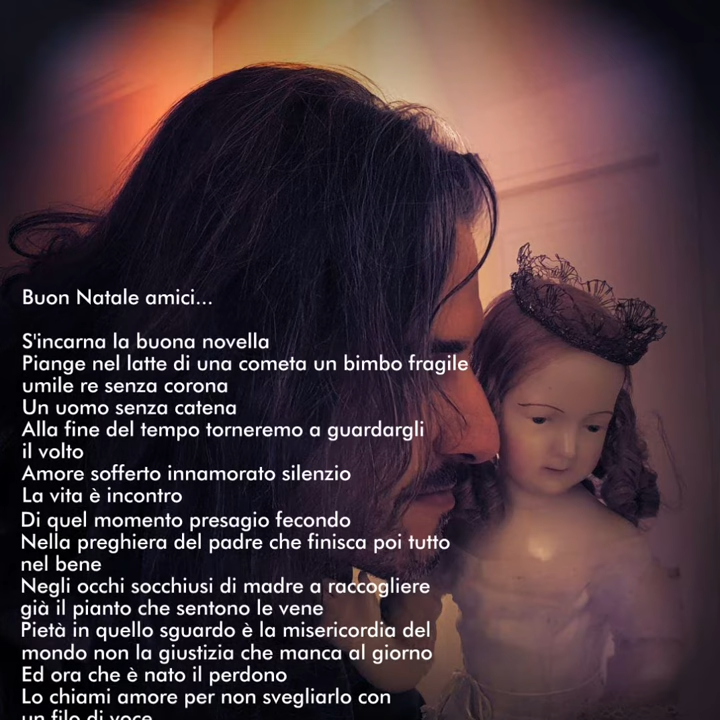 Buon Natale amici...
S'incarna la buona novella
Piange nel latte di una cometa un bimbo fragile
umile re senza corona
Un uomo senza catena
Alla fine del tempo torneremo a guardargli
il volto
Amore sofferto innamorato silenzio
La vita è incontro
Di quel momento presagio fecondo
Nella preghiera del padre che finisca poi tutto
nel bene
Negli occhi socchiusi di madre a raccogliere
già il pianto che sentono le vene
Pietà in quello sguardo è la misericordia del
mondo non la giustizia che manca al giorno
Ed ora che è nato il perdono
Lo chiami amore per non svegliarlo con
un filo di voce